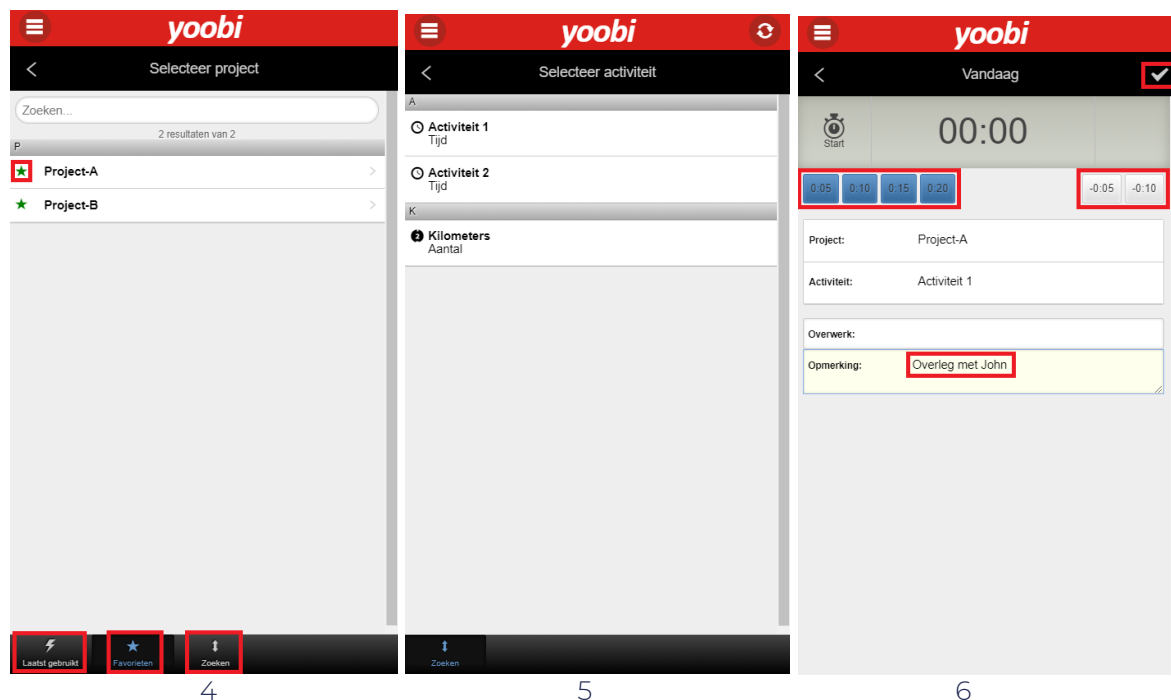 yoobi
Selecteer project
Zoeken...
2 resultaten van 2
P
Project-A
Project-B
Laatst gebruikt
Favorieten
Zoeken
4
yoobi
Selecteer activiteit
A
Activiteit 1
Tijd
Activiteit 2
Tijd
K
Kilometers
Aantal
Zoeken
5
yoobi
Vandaag
Start
00:00
0:05 0:10 0:15 0:20 -0:05 -0:10
Project: Project-A
Activiteit: Activiteit 1
Overwerk:
Opmerking: Overleg met John
6